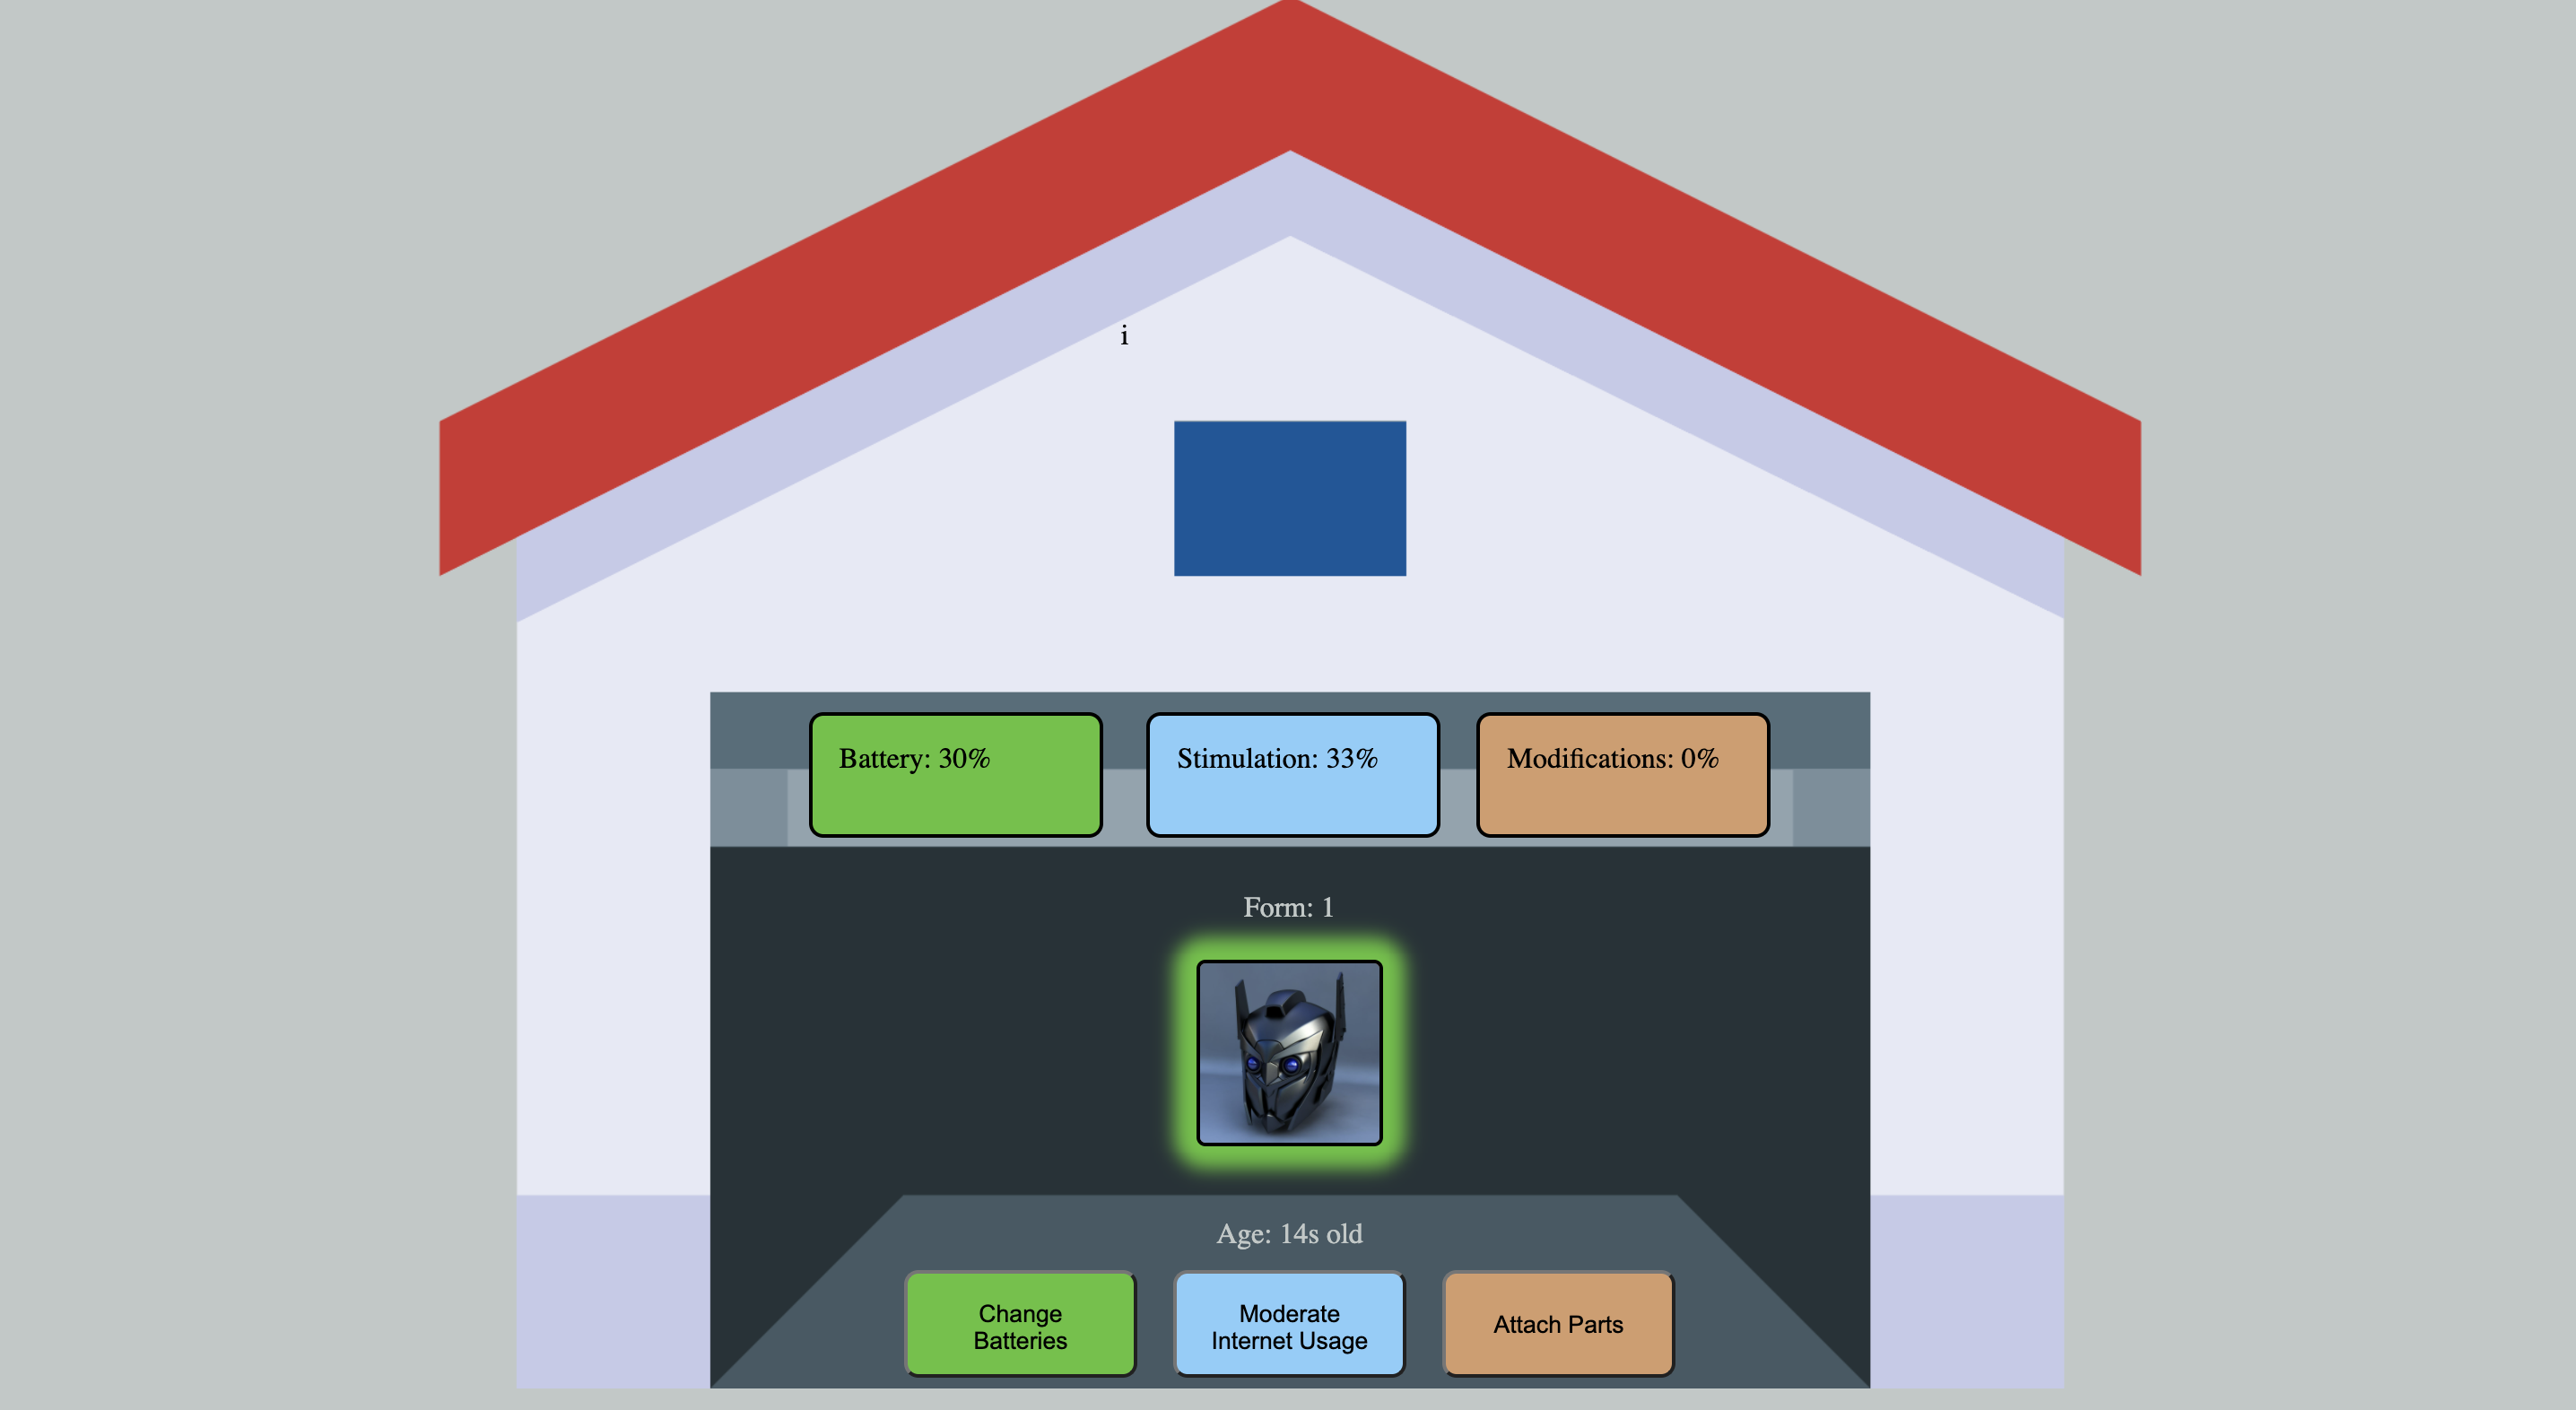 i
Battery: 30%
Stimulation: 33%
Modifications: 0%
Form: 1
Age: 14s old
Change
Batteries
Moderate
Internet Usage
Attach Parts